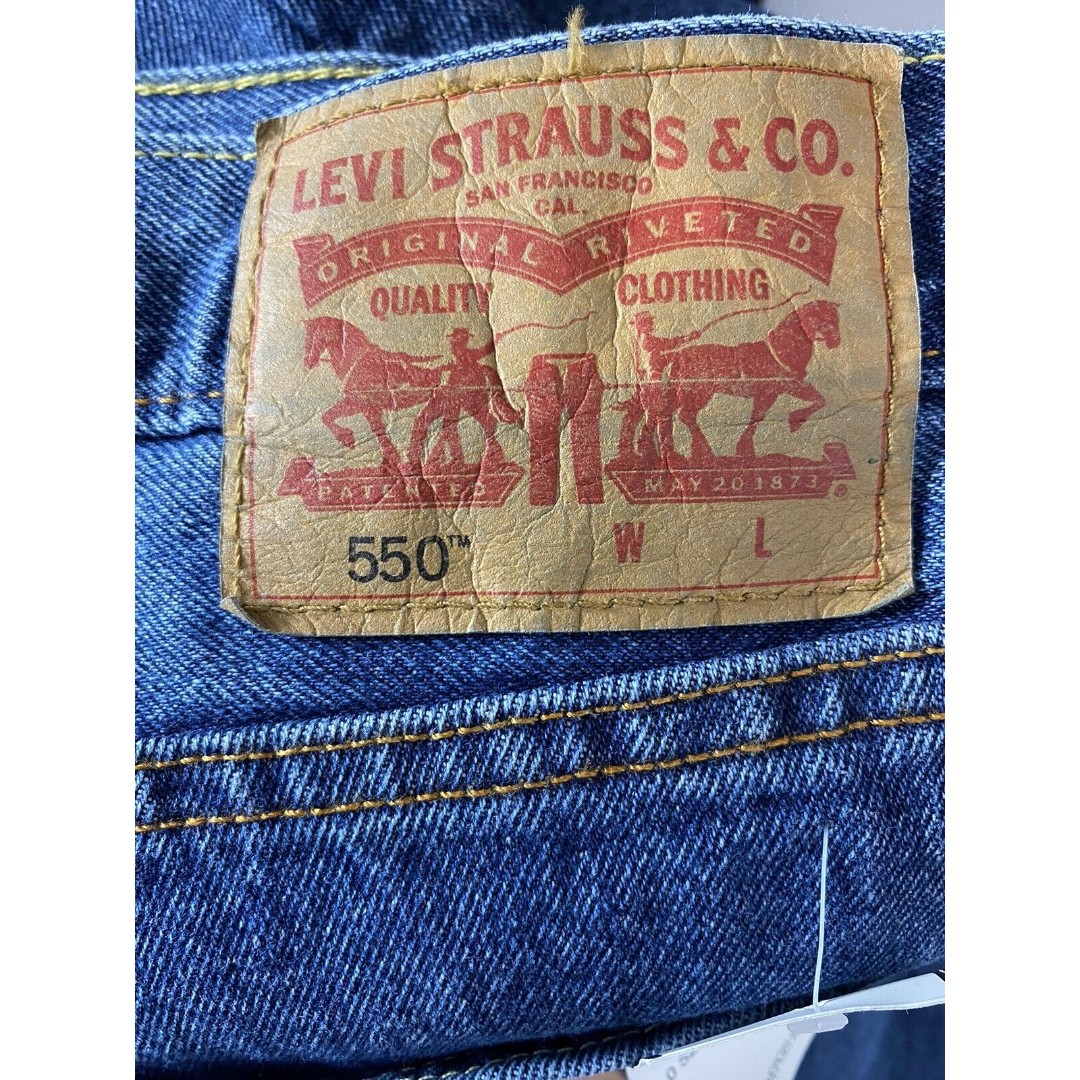 LEVI STRAUSS & CO.
SAN FRANCISCO
CAL.
ORIGINAL RIVETED
QUALITY CLOTHING
PATENTED MAY 20 1873 ®
550™ W L